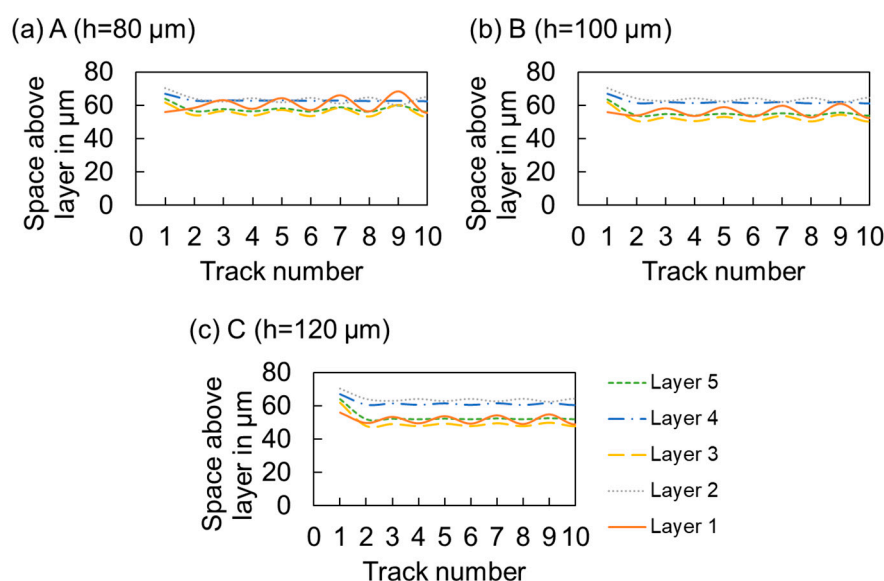 (a) A (h=80 μm)
80
60
40
20
0
Space above
layer in μm
0 1 2 3 4 5 6 7 8 9 10
Track number
(b) B (h=100 μm)
80
60
40
20
0
Space above
layer in μm
0 1 2 3 4 5 6 7 8 9 10
Track number
(c) C (h=120 μm)
80
60
40
20
0
Space above
layer in μm
0 1 2 3 4 5 6 7 8 9 10
Track number
Layer 5
Layer 4
Layer 3
Layer 2
Layer 1